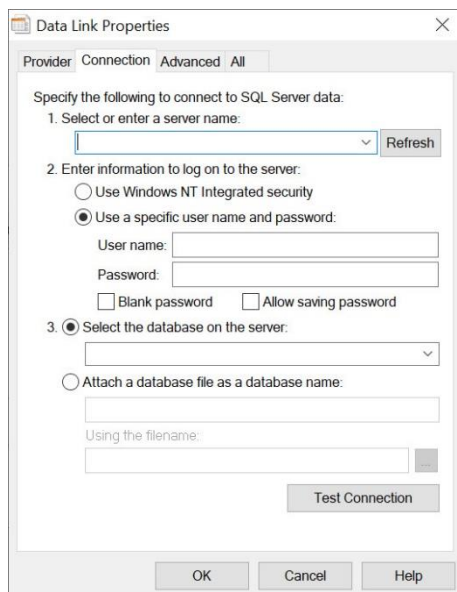 Data Link Properties
Provider Connection Advanced All
Specify the following to connect to SQL Server data:
1. Select or enter a server name:
Refresh
2. Enter information to log on to the server:
Use Windows NT Integrated security
Use a specific user name and password:
User name:
Password:
Blank password Allow saving password
3. Select the database on the server:
Attach a database file as a database name:
Using the filename:
...
Test Connection
OK Cancel Help